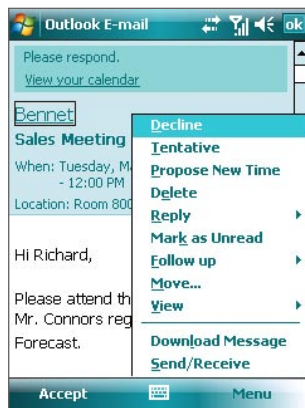 Outlook E-mail
ok
Please respond.
View your calendar
Bennet
Sales Meeting
When: Tuesday,
- 12:00 PM
Location: Room 800
Hi Richard,
Please attend th
Mr. Connors reg
Forecast.
Decline
Tentative
Propose New Time
Delete
Reply
Mark as Unread
Follow up
Move...
View
Download Message
Send/Receive
Accept
Menu